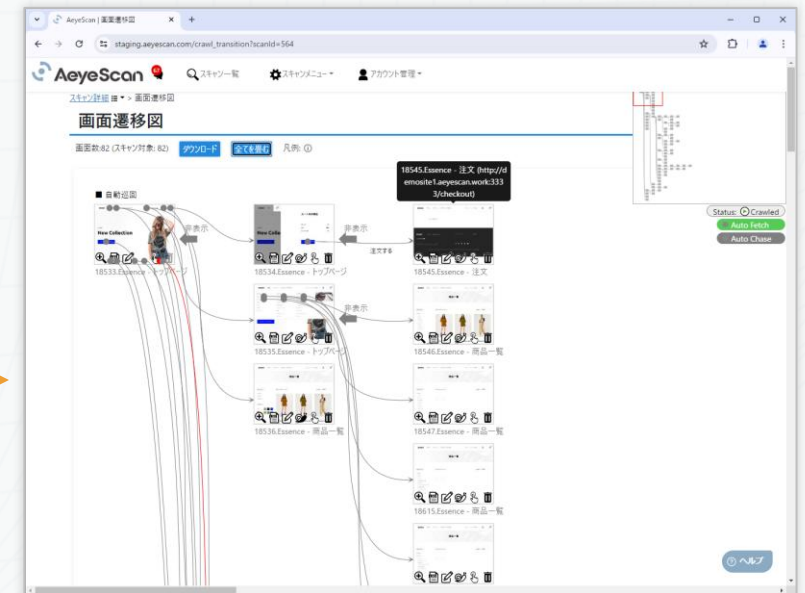 AeyeScan | 画面遷移図
staging.aeyescan.com/crawl_transition?scanId=564
AeyeScan
スキャン一覧
スキャンメニュー
アカウント管理
スキャン詳細 > 画面遷移図
画面遷移図
画面数:82 (スキャン対象: 82)
ダウンロード
全てを畳む
凡例:
18545.Essence - 注文 (http://d
emosite1.aeyescan.work:333
3/checkout)
Status: Crawled
Auto Fetch
Auto Chase
■ 自動巡回
New Collection
非表示
非表示
注文する
18533.Essence - トップページ
18534.Essence - トップページ
18545.Essence - 注文
非表示
18535.Essence - トップページ
18546.Essence - 商品一覧
18536.Essence - 商品一覧
18547.Essence - 商品一覧
18615.Essence - 商品一覧
ヘルプ